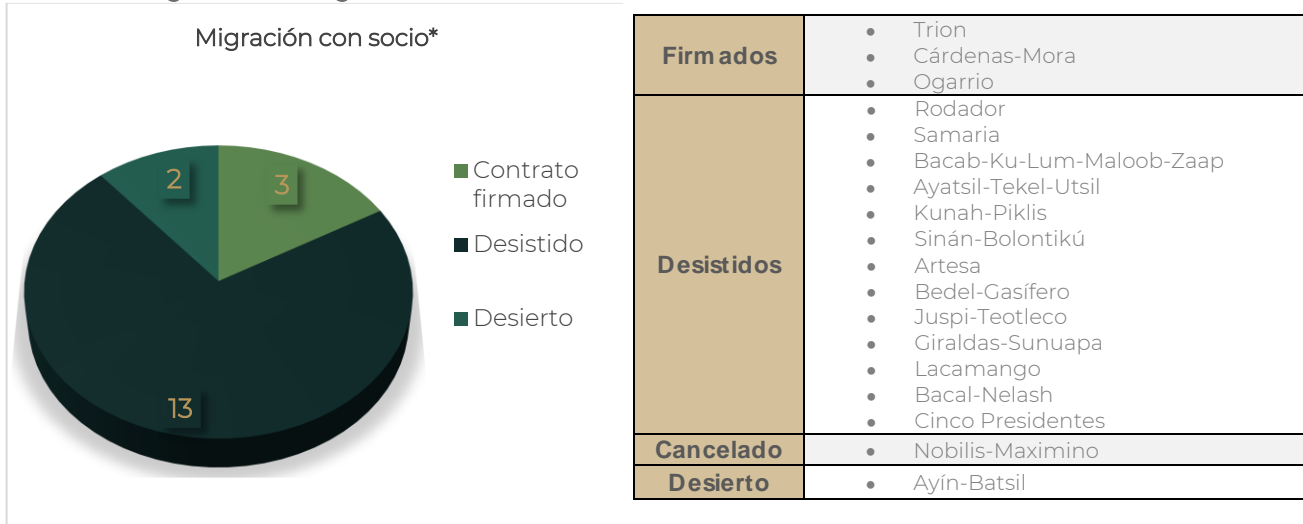 Migración con socio*
2
3
13
Contrato
firmado
Desistido
Desierto
Firmados
• Trion
• Cárdenas-Mora
• Ogarrio
Desistidos
• Rodador
• Samaria
• Bacab-Ku-Lum-Maloob-Zaap
• Ayatsil-Tekel-Utsil
• Kunah-Piklis
• Sinán-Bolontikú
• Artesa
• Bedel-Gasífero
• Juspi-Teotleco
• Giraldas-Sunuapa
• Lacamango
• Bacal-Nelash
• Cinco Presidentes
Cancelado
• Nobilis-Maximino
Desierto
• Ayín-Batsil